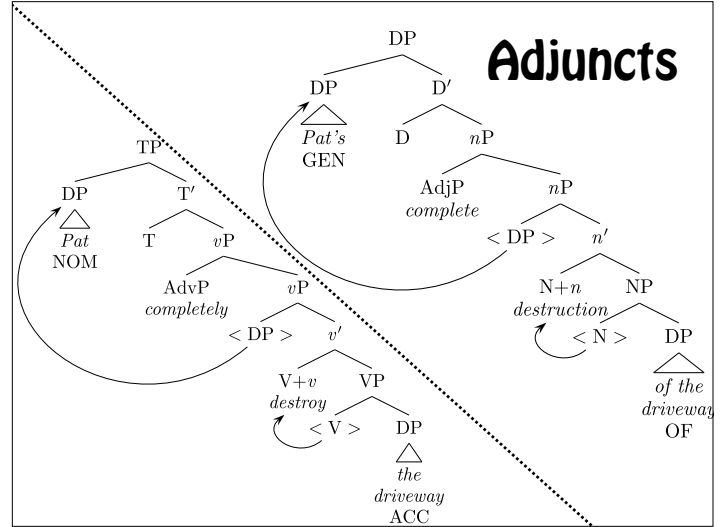 Adjuncts
DP
DP D′
Pat's D nP
GEN
AdjP nP
complete
< DP > n′
N+n NP
destruction
< N > DP
of the
driveway
OF
TP
DP T′
Pat T vP
NOM
AdvP vP
completely
< DP > v′
V+v VP
destroy
< V > DP
the
driveway
ACC